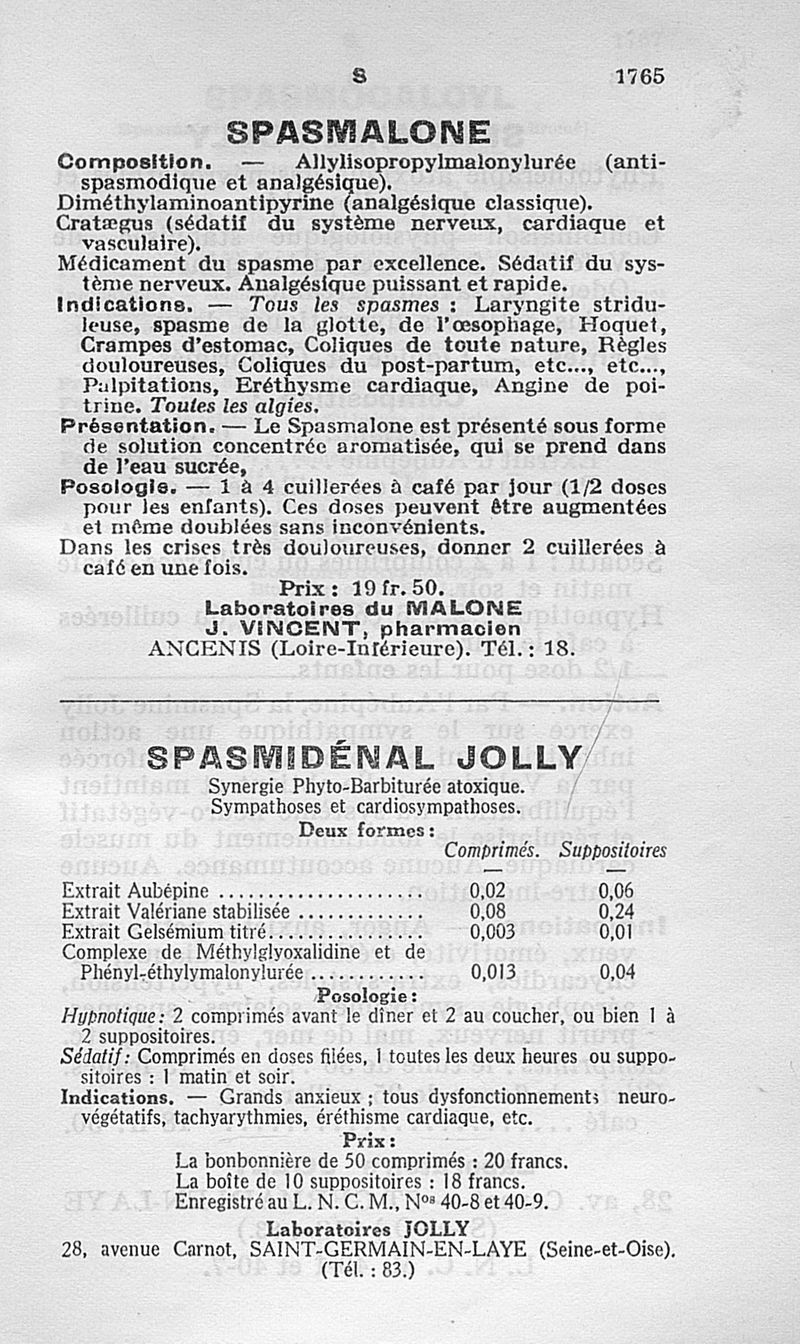 S 1765
SPASMALONE
Composition. — Allylisopropylmalonylurée (anti-
spasmodique et analgésique).
Diméthylaminoantipyrine (analgésique classique).
Cratægus (sédatif du système nerveux, cardiaque et
vasculaire).
Médicament du spasme par excellence. Sédatif du sys-
tème nerveux. Analgésique puissant et rapide.
Indications. — Tous les spasmes : Laryngite stridu-
leuse, spasme de la glotte, de l'œsophage, Hoquet,
Crampes d'estomac, Coliques de toute nature, Règles
douloureuses, Coliques du post-partum, etc..., etc...,
Palpitations, Eréthysme cardiaque, Angine de poi-
trine. Toutes les algies.
Présentation. — Le Spasmalone est présenté sous forme
de solution concentrée aromatisée, qui se prend dans
de l'eau sucrée,
Posologie. — 1 à 4 cuillerées à café par jour (1/2 doses
pour les enfants). Ces doses peuvent être augmentées
et même doublées sans inconvénients.
Dans les crises très douloureuses, donner 2 cuillerées à
café en une fois.
Prix : 19 fr. 50.
Laboratoires du MALONE
J. VINCENT, pharmacien
ANCENIS (Loire-Inférieure). Tél. : 18.
SPASMIDÉNAL JOLLY
Synergie Phyto-Barbiturée atoxique.
Sympathoses et cardiosympathoses.
Deux formes :
Comprimés. Suppositoires
— —
Extrait Aubépine ..................... 0,02 0,06
Extrait Valériane stabilisée ............. 0,08 0,24
Extrait Gelsémium titré................ 0,003 0,01
Complexe de Méthylglyoxalidine et de
Phényl-éthylymalonylurée ............ 0,013 0,04
Posologie :
Hypnotique : 2 comprimés avant le dîner et 2 au coucher, ou bien 1 à
2 suppositoires.
Sédatif : Comprimés en doses filées, 1 toutes les deux heures ou suppo-
sitoires : 1 matin et soir.
Indications. — Grands anxieux ; tous dysfonctionnements neuro-
végétatifs, tachyarythmies, éréthisme cardiaque, etc.
Prix :
La bonbonnière de 50 comprimés : 20 francs.
La boîte de 10 suppositoires : 18 francs.
Enregistré au L. N. C. M., Nos 40-8 et 40-9.
Laboratoires JOLLY
28, avenue Carnot, SAINT-GERMAIN-EN-LAYE (Seine-et-Oise).
(Tél. : 83.)